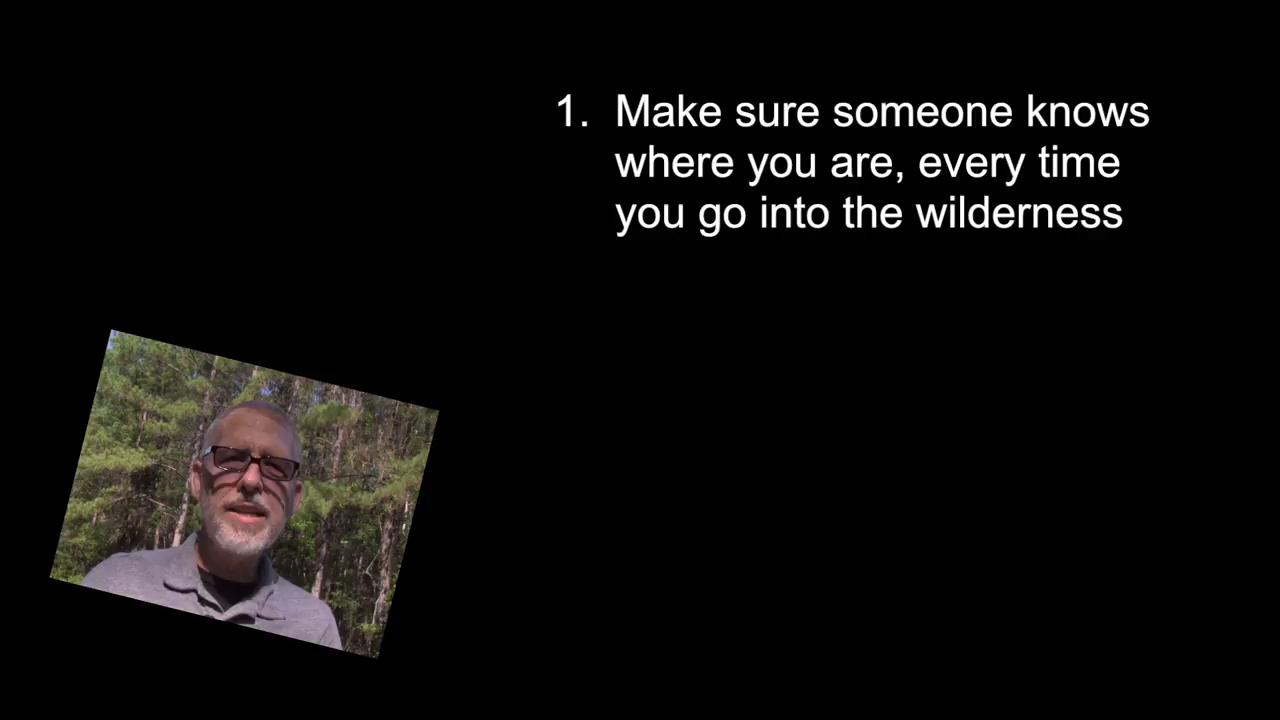 1. Make sure someone knows
where you are, every time
you go into the wilderness